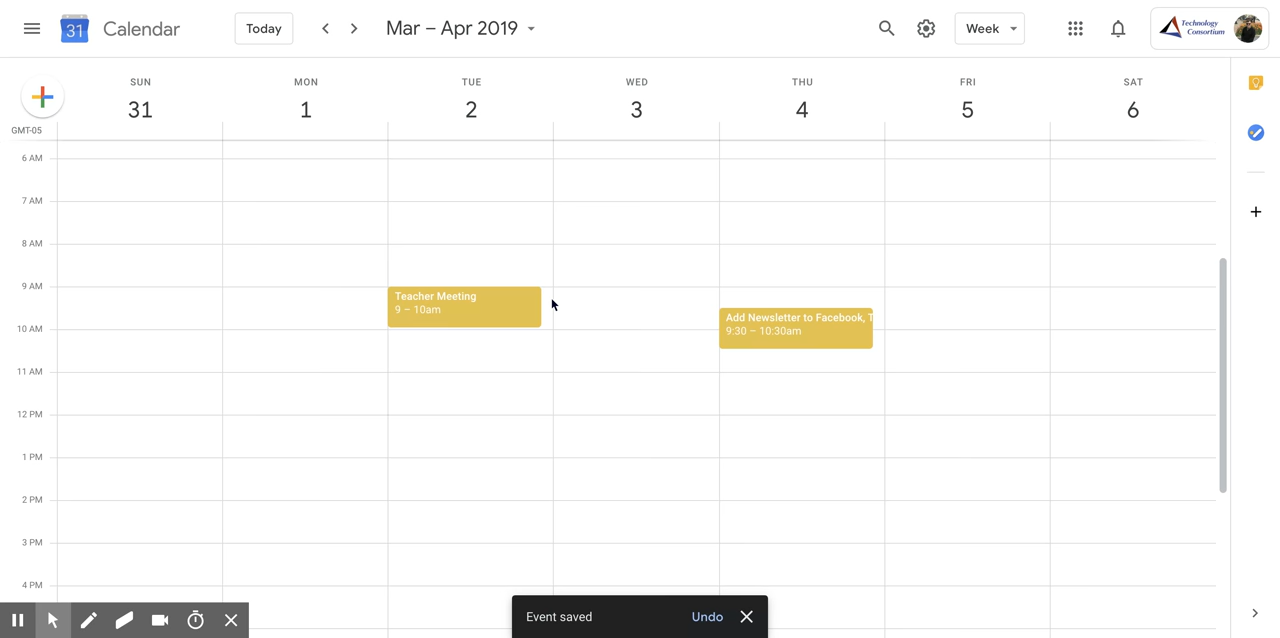 31
Calendar
Today
Mar – Apr 2019
Week
Technology
Consortium
SUN
MON
TUE
WED
THU
FRI
SAT
31
1
2
3
4
5
6
GMT-05
6 AM
7 AM
8 AM
9 AM
Teacher Meeting
9 – 10am
Add Newsletter to Facebook, T
9:30 – 10:30am
10 AM
11 AM
12 PM
1 PM
2 PM
3 PM
4 PM
Event saved
Undo